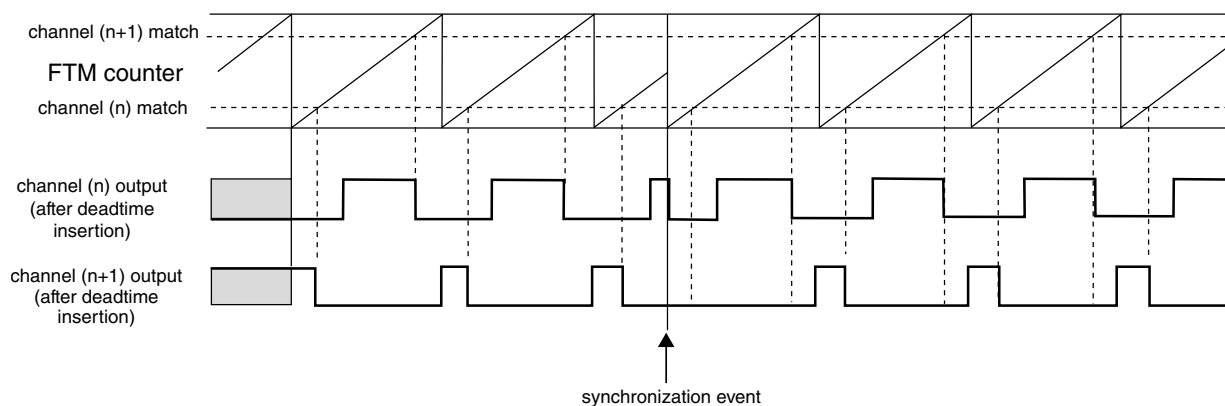 channel (n+1) match
FTM counter
channel (n) match
channel (n) output
(after deadtime
insertion)
channel (n+1) output
(after deadtime
insertion)
synchronization event